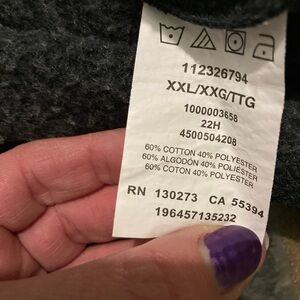 112326794
XXL/XXG/TTG
1000003658
22H
4500504208
60% COTTON 40% POLYESTER
60% ALGODÓN 40% POLIÉSTER
60% COTON 40% POLYESTER
RN 130273 CA 55394
196457135232